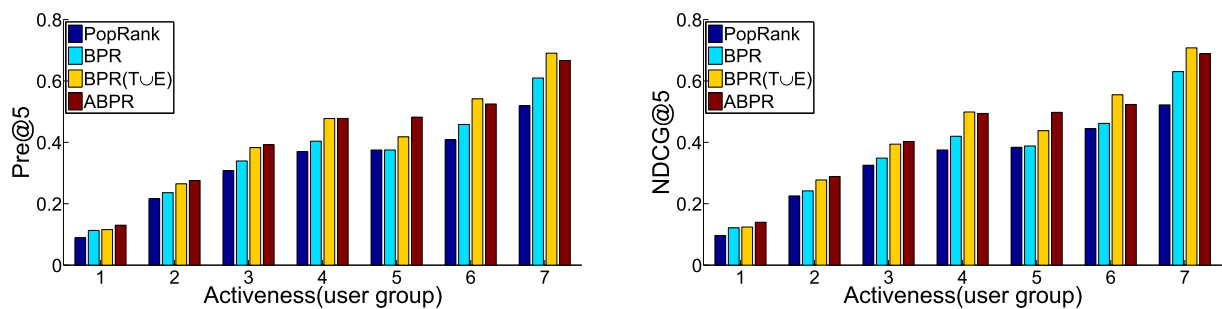 Pre@5
0.8
0.6
0.4
0.2
0
PopRank
BPR
BPR(T∪E)
ABPR
1 2 3 4 5 6 7
Activeness(user group)
NDCG@5
0.8
0.6
0.4
0.2
0
PopRank
BPR
BPR(T∪E)
ABPR
1 2 3 4 5 6 7
Activeness(user group)